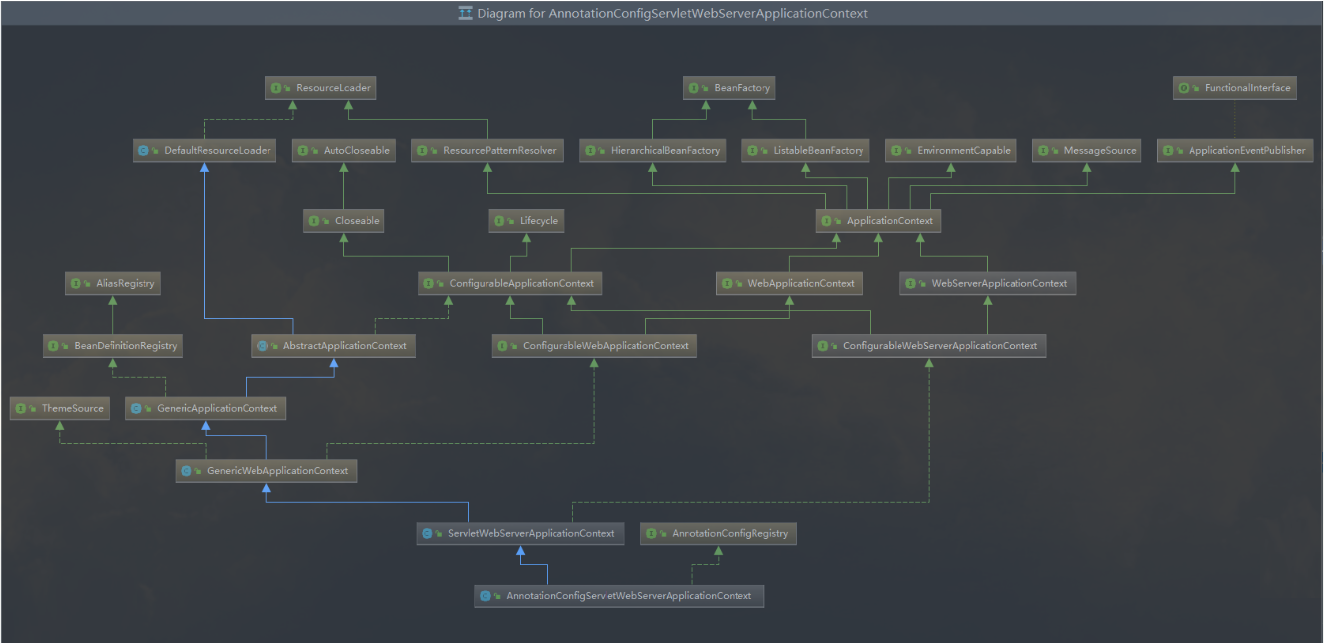 Diagram for AnnotationConfigServletWebServerApplicationContext
ResourceLoader
BeanFactory
FunctionalInterface
DefaultResourceLoader
AutoCloseable
ResourcePatternResolver
HierarchicalBeanFactory
ListableBeanFactory
EnvironmentCapable
MessageSource
ApplicationEventPublisher
Closeable
Lifecycle
ApplicationContext
AliasRegistry
ConfigurableApplicationContext
WebApplicationContext
WebServerApplicationContext
BeanDefinitionRegistry
AbstractApplicationContext
ConfigurableWebApplicationContext
ConfigurableWebServerApplicationContext
ThemeSource
GenericApplicationContext
GenericWebApplicationContext
ServletWebServerApplicationContext
AnnotationConfigRegistry
AnnotationConfigServletWebServerApplicationContext